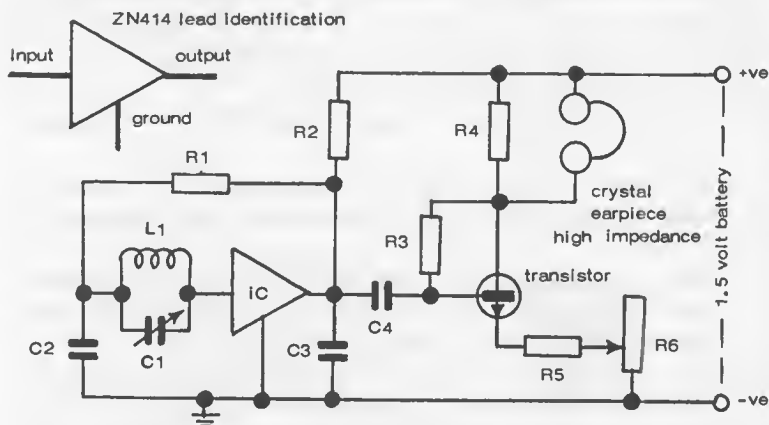 ZN414 lead identification
input
output
ground
R1
R2
R4
+ve
L1
R3
crystal
earpiece
high impedance
1.5 volt battery
iC
transistor
C1
C2
C3
C4
R5
R6
-ve